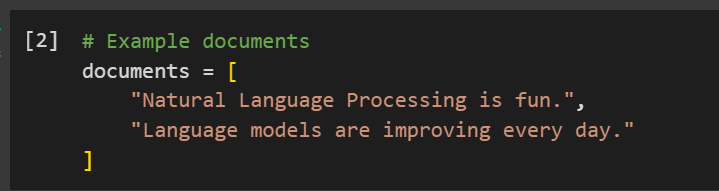 [2] # Example documents
documents = [
    "Natural Language Processing is fun.",
    "Language models are improving every day."
]